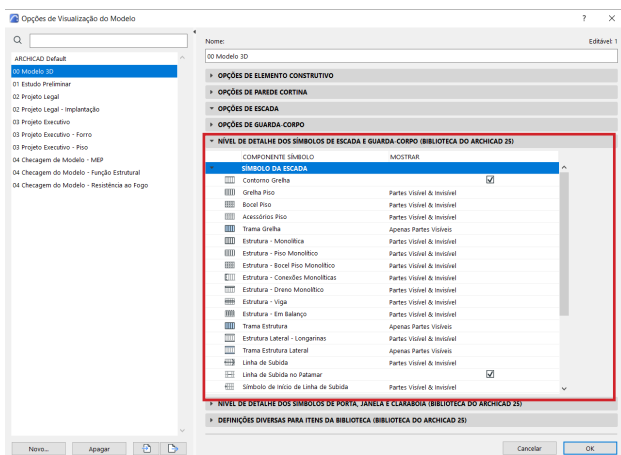 Opções de Visualização do Modelo
ARCHICAD Default
00 Modelo 3D
01 Estudo Preliminar
02 Projeto Legal
02 Projeto Legal - Implantação
03 Projeto Executivo
03 Projeto Executivo - Forro
03 Projeto Executivo - Piso
04 Checagem de Modelo - MEP
04 Checagem do Modelo - Função Estrutural
04 Checagem do Modelo - Resistência ao Fogo
Novo...
Apagar
Nome:
Editável: 1
00 Modelo 3D
OPÇÕES DE ELEMENTO CONSTRUTIVO
OPÇÕES DE PAREDE CORTINA
OPÇÕES DE ESCADA
OPÇÕES DE GUARDA-CORPO
NÍVEL DE DETALHE DOS SÍMBOLOS DE ESCADA E GUARDA-CORPO (BIBLIOTECA DO ARCHICAD 25)
COMPONENTE SÍMBOLO MOSTRAR
SÍMBOLO DA ESCADA
Contorno Grelha
Grelha Piso Partes Visível & Invisível
Bocel Piso Partes Visível & Invisível
Acessórios Piso Partes Visível & Invisível
Trama Grelha Apenas Partes Visíveis
Estrutura - Monolítica Partes Visível & Invisível
Estrutura - Piso Monolítico Partes Visível & Invisível
Estrutura - Bocel Piso Monolítico Partes Visível & Invisível
Estrutura - Conexões Monolíticas Partes Visível & Invisível
Estrutura - Dreno Monolítico Partes Visível & Invisível
Estrutura - Viga Partes Visível & Invisível
Estrutura - Em Balanço Partes Visível & Invisível
Trama Estrutura Apenas Partes Visíveis
Estrutura Lateral - Longarinas Partes Visível & Invisível
Trama Estrutura Lateral Apenas Partes Visíveis
Linha de Subida Partes Visível & Invisível
Linha de Subida no Patamar
Símbolo de Início de Linha de Subida Partes Visível & Invisível
NÍVEL DE DETALHE DOS SÍMBOLOS DE PORTA, JANELA E CLARABOIA (BIBLIOTECA DO ARCHICAD 25)
DEFINIÇÕES DIVERSAS PARA ITENS DA BIBLIOTECA (BIBLIOTECA DO ARCHICAD 25)
Cancelar
OK